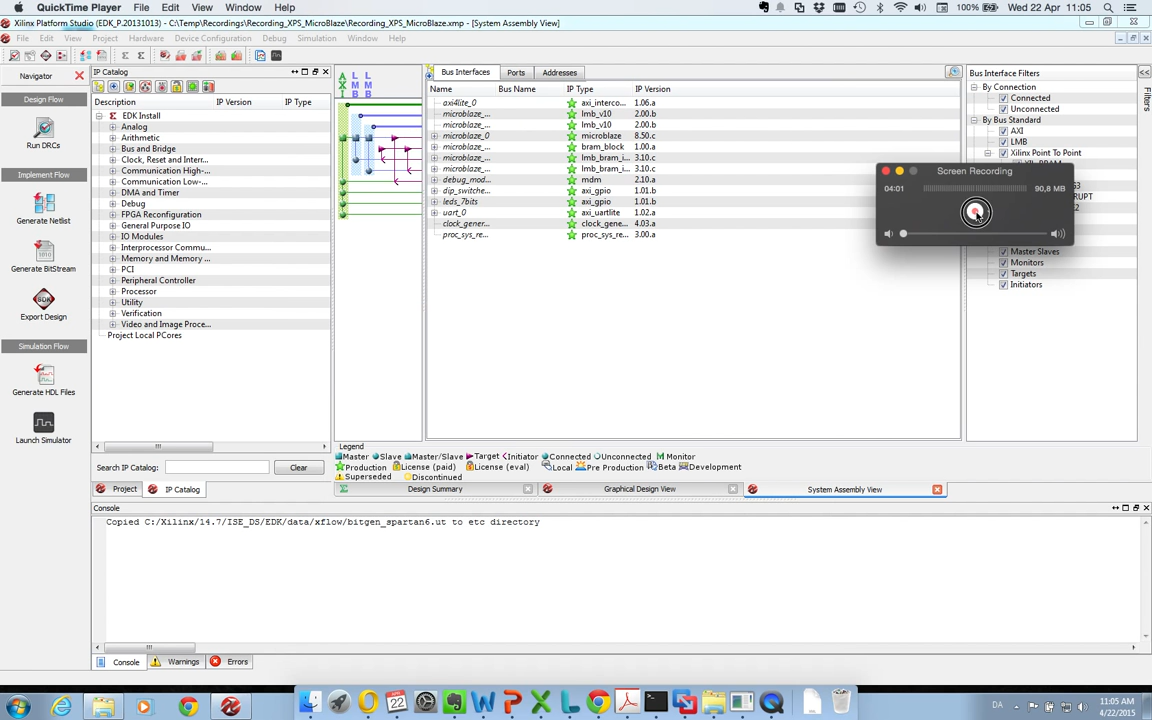 QuickTime Player File Edit View Window Help 100% Wed 22 Apr 11:05
Xilinx Platform Studio (EDK_P.20131013) - C:\Temp\Recordings\Recording_XPS_MicroBlaze\Recording_XPS_MicroBlaze.xmp - [System Assembly View]
File Edit View Project Hardware Device Configuration Debug Simulation Window Help
Navigator
Design Flow
Run DRCs
Implement Flow
Generate Netlist
Generate BitStream
SDK
Export Design
Simulation Flow
Generate HDL Files
Launch Simulator
IP Catalog
Description IP Version IP Type
EDK Install
Analog
Arithmetic
Bus and Bridge
Clock, Reset and Interr...
Communication High-...
Communication Low-...
DMA and Timer
Debug
FPGA Reconfiguration
General Purpose IO
IO Modules
Interprocessor Commu...
Memory and Memory ...
PCI
Peripheral Controller
Processor
Utility
Verification
Video and Image Proce...
Project Local PCores
Search IP Catalog: Clear
Project IP Catalog
AXI LMB LMB
Bus Interfaces Ports Addresses
Name Bus Name IP Type IP Version
axi4lite_0 axi_interco... 1.06.a
microblaze_... lmb_v10 2.00.b
microblaze_... lmb_v10 2.00.b
microblaze_0 microblaze 8.50.c
microblaze_... bram_block 1.00.a
microblaze_... lmb_bram_i... 3.10.c
microblaze_... lmb_bram_i... 3.10.c
debug_mod... mdm 2.10.a
dip_switche... axi_gpio 1.01.b
leds_7bits axi_gpio 1.01.b
uart_0 axi_uartlite 1.02.a
clock_gener... clock_gene... 4.03.a
proc_sys_re... proc_sys_re... 3.00.a
Legend
Master Slave Master/Slave Target Initiator Connected Unconnected Monitor
Production License (paid) License (eval) Local Pre Production Beta Development
Superseded Discontinued
Design Summary Graphical Design View System Assembly View
Bus Interface Filters
By Connection
Connected
Unconnected
By Bus Standard
AXI
LMB
Xilinx Point To Point
Master Slaves
Monitors
Targets
Initiators
Filters
Screen Recording
04:01 90,8 MB
Console
Copied C:/Xilinx/14.7/ISE_DS/EDK/data/xflow/bitgen_spartan6.ut to etc directory
Console Warnings Errors
DA 11:05 AM
4/22/2015